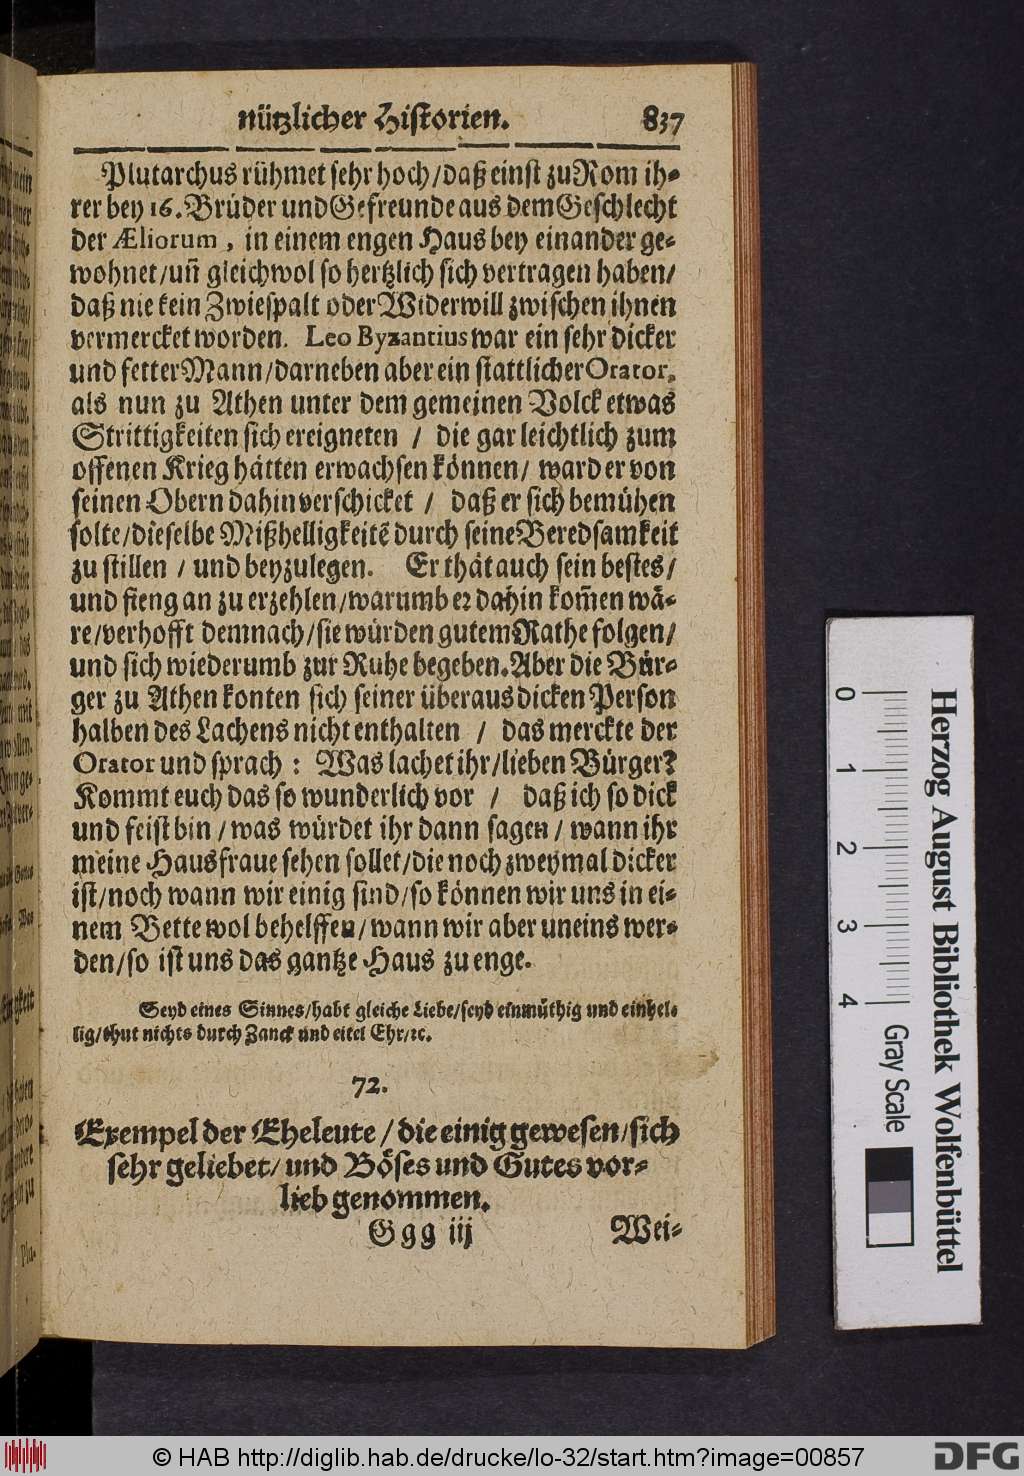 nützlicher Historien. 837
Plutarchus rühmet sehr hoch/daß einst zu Rom ih-
rer bey 16. Brüder und Gefreunde aus dem Geschlecht
der Æliorum, in einem engen Haus bey einander ge-
wohnet/uñ gleichwol so hertzlich sich vertragen haben/
daß nie kein Zwiespalt oder Widerwill zwischen ihnen
vermercket worden. Leo Byzantius war ein sehr dicker
und fetter Mann/darneben aber ein stattlicher Orator,
als nun zu Athen unter dem gemeinen Volck etwas
Strittigkeiten sich ereigneten / die gar leichtlich zum
offenen Krieg hätten erwachsen können/ ward er von
seinen Obern dahin verschicket / daß er sich bemühen
solte/dieselbe Mißhelligkeitẽ durch seine Beredsamkeit
zu stillen / und beyzulegen. Er thät auch sein bestes/
und fieng an zu erzehlen/warumb er dahin kom̃en wä-
re/verhofft demnach/sie würden gutem Rathe folgen/
und sich wiederumb zur Ruhe begeben. Aber die Bür-
ger zu Athen konten sich seiner überaus dicken Person
halben des Lachens nicht enthalten / das merckte der
Orator und sprach : Was lachet ihr/lieben Bürger?
Kommt euch das so wunderlich vor / daß ich so dick
und feist bin / was würdet ihr dann sagen / wann ihr
meine Hausfraue sehen sollet/die noch zweymal dicker
ist/noch wann wir einig sind/so können wir uns in ei-
nem Bette wol behelffen/wann wir aber uneins wer-
den/so ist uns das gantze Haus zu enge.
Seyd eines Sinnes/habt gleiche Liebe/seyd einmüthig und einhel-
lig/thut nichts durch Zanck und eitel Ehr/ꝛc.
72.
Exempel der Eheleute / die einig gewesen/sich
sehr geliebet/ und Böses und Gutes vor-
lieb genommen.
Ggg iij Wei-
0 1 2 3 4
Gray Scale
Herzog August Bibliothek Wolfenbüttel
© HAB http://diglib.hab.de/drucke/lo-32/start.htm?image=00857
DFG